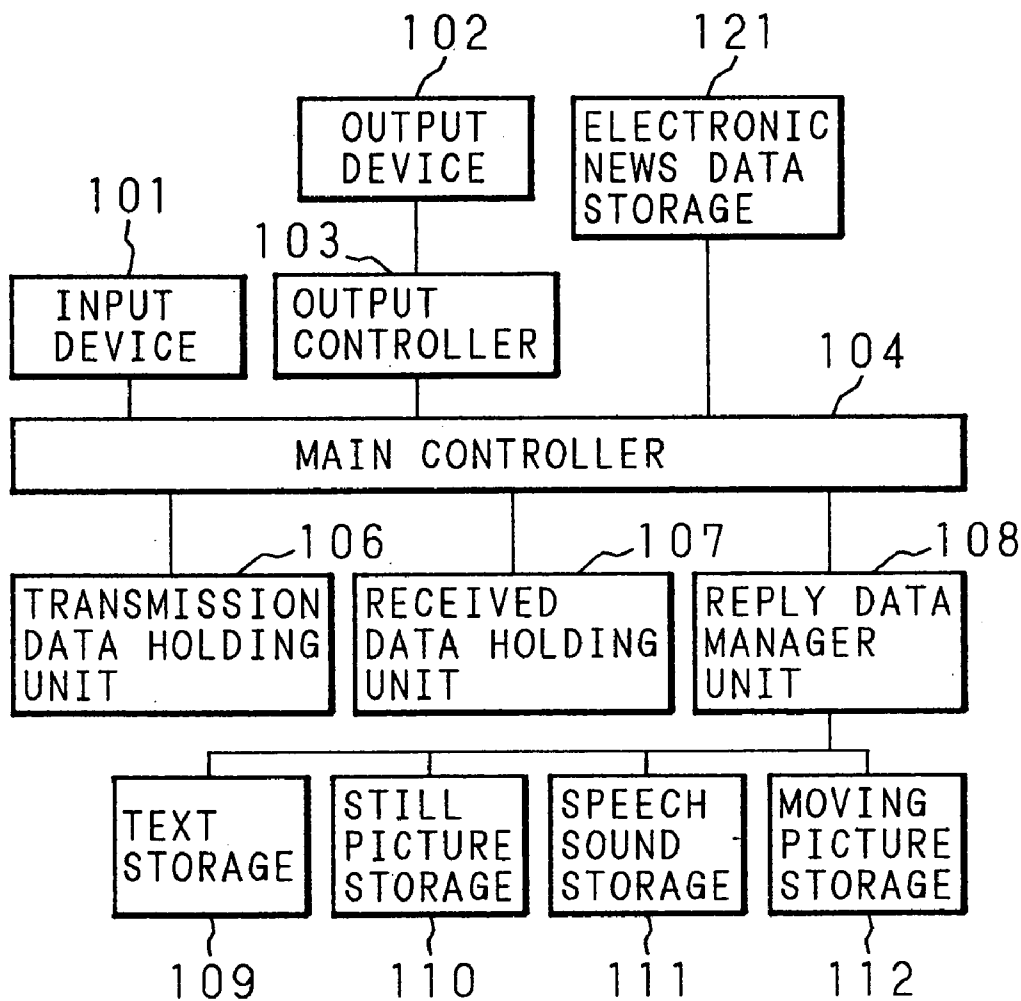 102
121
OUTPUT
DEVICE
ELECTRONIC
NEWS DATA
STORAGE
101
103
INPUT
DEVICE
OUTPUT
CONTROLLER
104
MAIN CONTROLLER
106
107
108
TRANSMISSION
DATA HOLDING
UNIT
RECEIVED
DATA HOLDING
UNIT
REPLY DATA
MANAGER
UNIT
TEXT
STORAGE
STILL
PICTURE
STORAGE
SPEECH
SOUND
STORAGE
MOVING
PICTURE
STORAGE
109
110
111
112